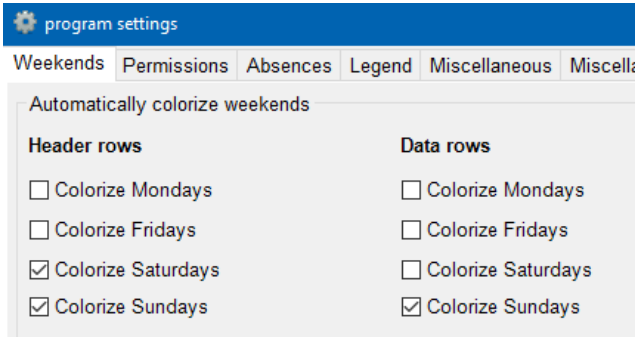 program settings
Weekends Permissions Absences Legend Miscellaneous
Automatically colorize weekends
Header rows Data rows
Colorize Mondays Colorize Mondays
Colorize Fridays Colorize Fridays
Colorize Saturdays Colorize Saturdays
Colorize Sundays Colorize Sundays